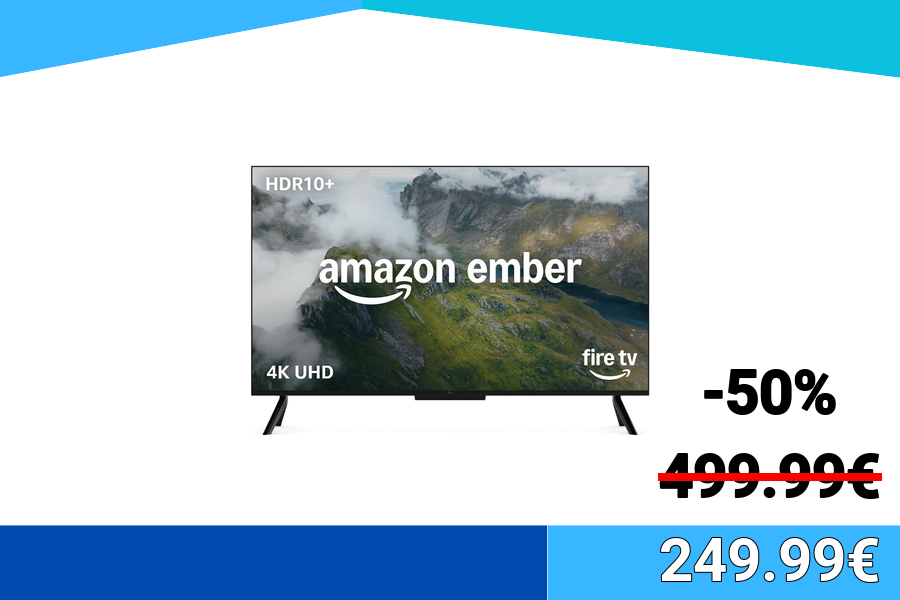 HDR10+
amazon ember
4K UHD
fire tv
-50%
499.99€
249.99€